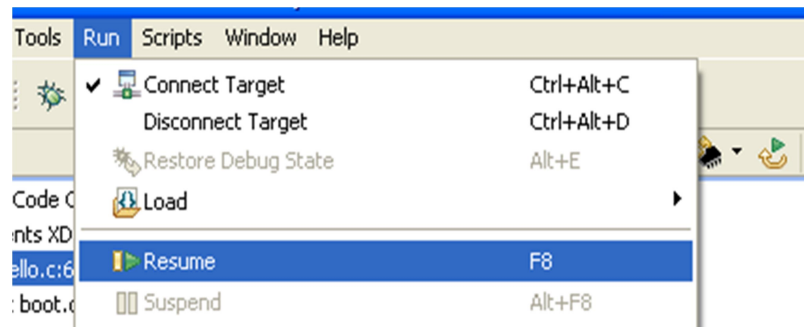 Tools Run Scripts Window Help
Connect Target Ctrl+Alt+C
Disconnect Target Ctrl+Alt+D
Restore Debug State Alt+E
Code C
Load
nts XD
ello.c:6
Resume F8
boot.
Suspend Alt+F8